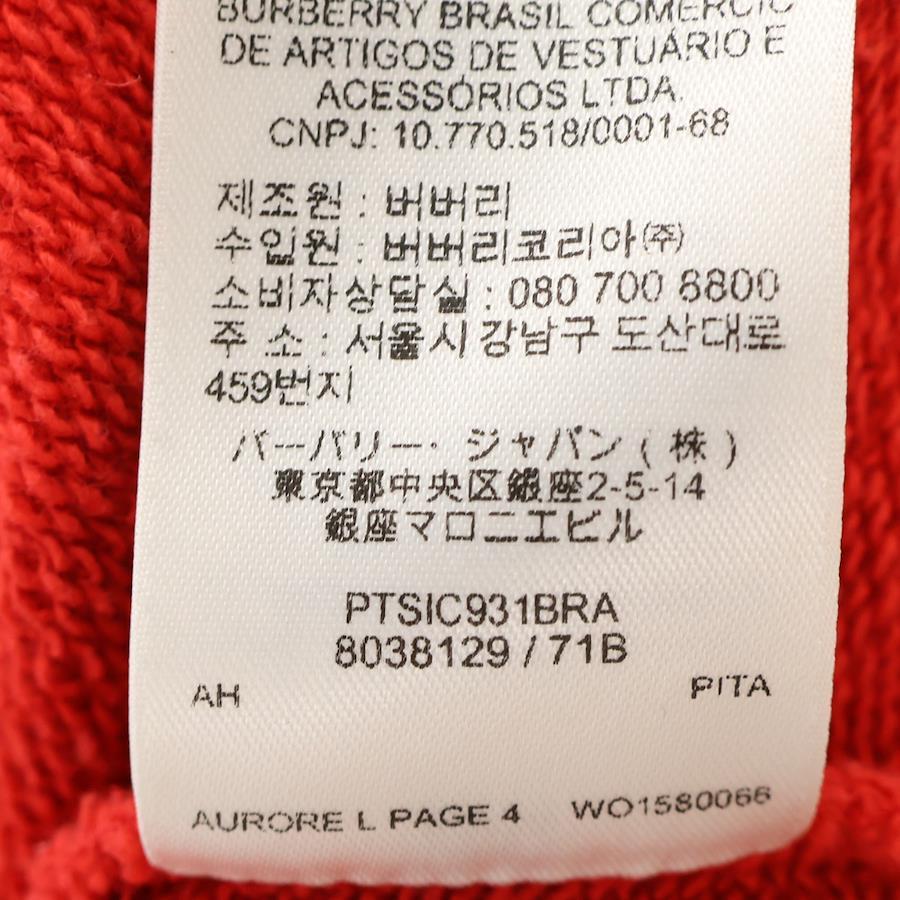 BURBERRY BRASIL COMÉRCIO
DE ARTIGOS DE VESTUÁRIO E
ACESSÓRIOS LTDA.
CNPJ: 10.770.518/0001-68
제조원 : 버버리
수입원 : 버버리코리아㈜
소비자상담실 : 080 700 8800
주 소 : 서울시 강남구 도산대로
459번지
バーバリー・ジャパン(株)
東京都中央区銀座2-5-14
銀座マロニエビル
PTSIC931BRA
8038129 / 71B
AH PITA
AURORE L PAGE 4 WO1580066